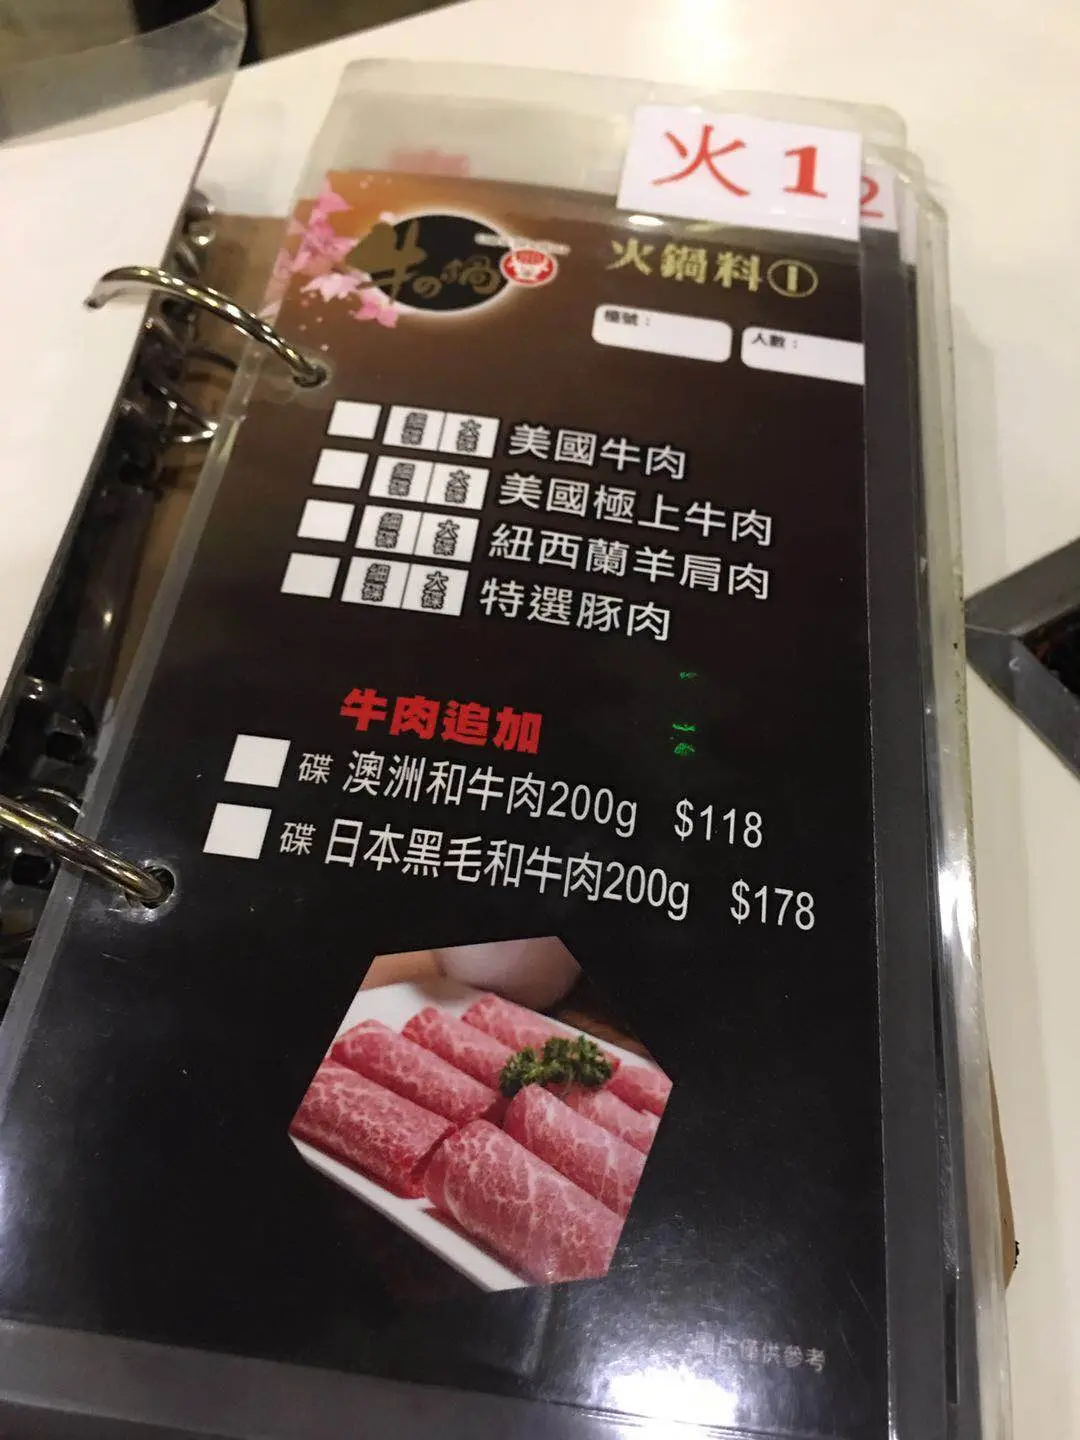 火 1
2
牛の鍋
火鍋料①
檯號：
人數：
細碟 大碟 美國牛肉
細碟 大碟 美國極上牛肉
細碟 大碟 紐西蘭羊肩肉
細碟 大碟 特選豚肉
牛肉追加
碟 澳洲和牛肉200g $118
碟 日本黑毛和牛肉200g $178
圖片僅供參考